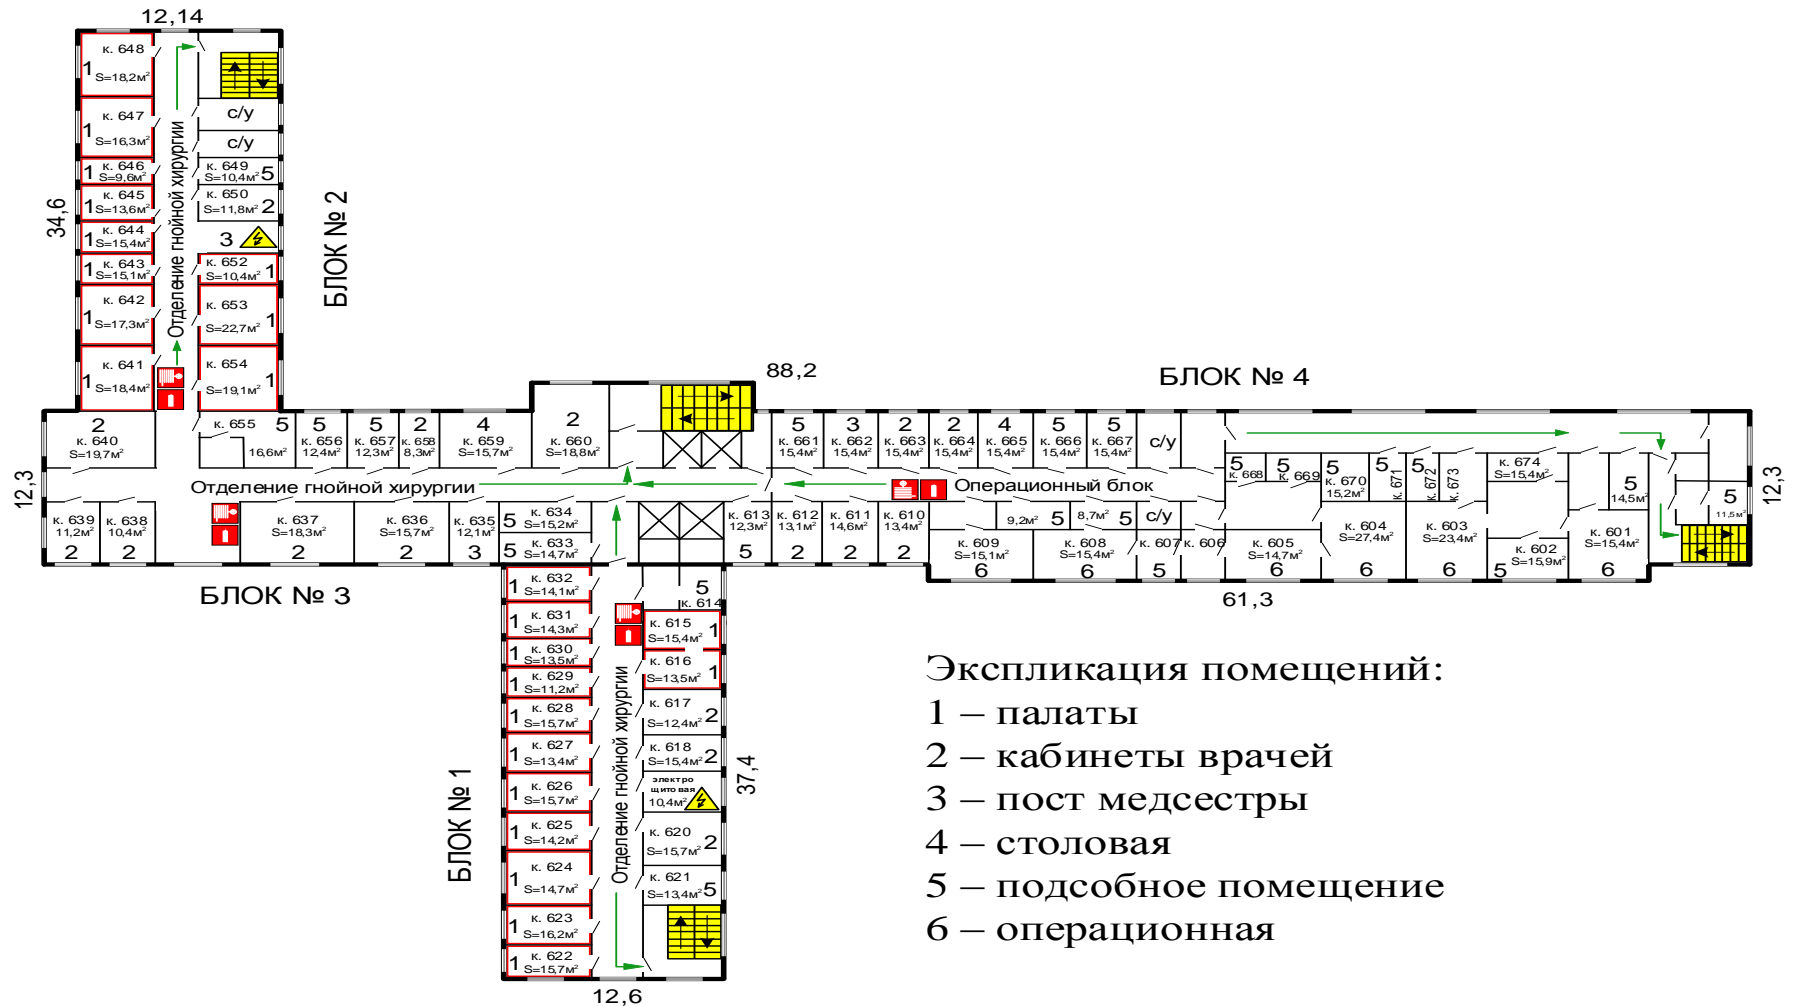 12,14
к. 648
1 S=18,2м²
к. 647
1 S=16,3м²
к. 646
1 S=9,6м²
к. 645
1 S=13,6м²
к. 644
1 S=15,4м²
к. 643
1 S=15,1м²
к. 642
1 S=17,3м²
к. 641
1 S=18,4м²
Отделение гнойной хирургии
с/у
с/у
к. 649
S=10,4м² 5
к. 650
S=11,8м² 2
3
к. 652
S=10,4м² 1
к. 653
S=22,7м² 1
к. 654
S=19,1м² 1
34,6
БЛОК № 2
88,2
БЛОК № 4
2
к. 640
S=19,7м²
к. 655
5
16,6м²
5
к. 656
12,4м²
5
к. 657
12,3м²
2
к. 658
8,3м²
4
к. 659
S=15,7м²
2
к. 660
S=18,8м²
5
к. 661
15,4м²
3
к. 662
15,4м²
2
к. 663
15,4м²
2
к. 664
15,4м²
4
к. 665
15,4м²
5
к. 666
15,4м²
5
к. 667
15,4м²
с/у
5
к. 668
5
к. 669
5
к. 670
15,2м²
5
к. 671
5
к. 672
к. 673
к. 674
S=15,4м²
5
14,5м²
5
11,5м²
12,3
12,3
Отделение гнойной хирургии
Операционный блок
к. 639
11,2м²
2
к. 638
10,4м²
2
к. 637
S=18,3м²
2
к. 636
S=15,7м²
2
к. 635
12,1м²
3
к. 634
5 S=15,2м²
к. 633
5 S=14,7м²
к. 613
12,3м²
5
к. 612
13,1м²
2
к. 611
14,6м²
2
к. 610
13,4м²
2
9,2м² 5
8,7м² 5
с/у
к. 609
S=15,1м²
6
к. 608
S=15,4м²
6
к. 607
5
к. 606
к. 605
S=14,7м²
6
к. 604
S=27,4м²
6
к. 603
S=23,4м²
6
к. 602
5 S=15,9м²
к. 601
S=15,4м²
6
БЛОК № 3
61,3
к. 632
1 S=14,1м²
к. 631
1 S=14,3м²
к. 630
1 S=13,5м²
к. 629
1 S=11,2м²
к. 628
1 S=15,7м²
к. 627
1 S=13,4м²
к. 626
1 S=15,7м²
к. 625
1 S=14,2м²
к. 624
1 S=14,7м²
к. 623
1 S=16,2м²
к. 622
1 S=15,7м²
Отделение гнойной хирургии
5
к. 614
к. 615
S=15,4м² 1
к. 616
S=13,5м² 1
к. 617
S=12,4м² 2
к. 618
S=15,4м² 2
электро
щитовая
10,4м²
к. 620
S=15,7м² 2
к. 621
S=13,4м² 5
БЛОК № 1
37,4
12,6
Экспликация помещений:
1 – палаты
2 – кабинеты врачей
3 – пост медсестры
4 – столовая
5 – подсобное помещение
6 – операционная